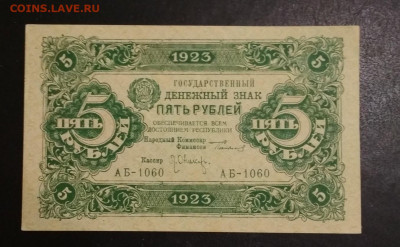 COINS.LAVE.RU
1923
ГОСУДАРСТВЕННЫЙ
ДЕНЕЖНЫЙ ЗНАК
ПЯТЬ РУБЛЕЙ
ОБЕСПЕЧИВАЕТСЯ ВСЕМ
ДОСТОЯНИЕМ РЕСПУБЛИКИ
Народный Комиссар
Финансов
Кассир
АБ-1060 АБ-1060
5 5
5 ПЯТЬ РУБЛЕЙ
5 ПЯТЬ РУБЛЕЙ
5 5
1923